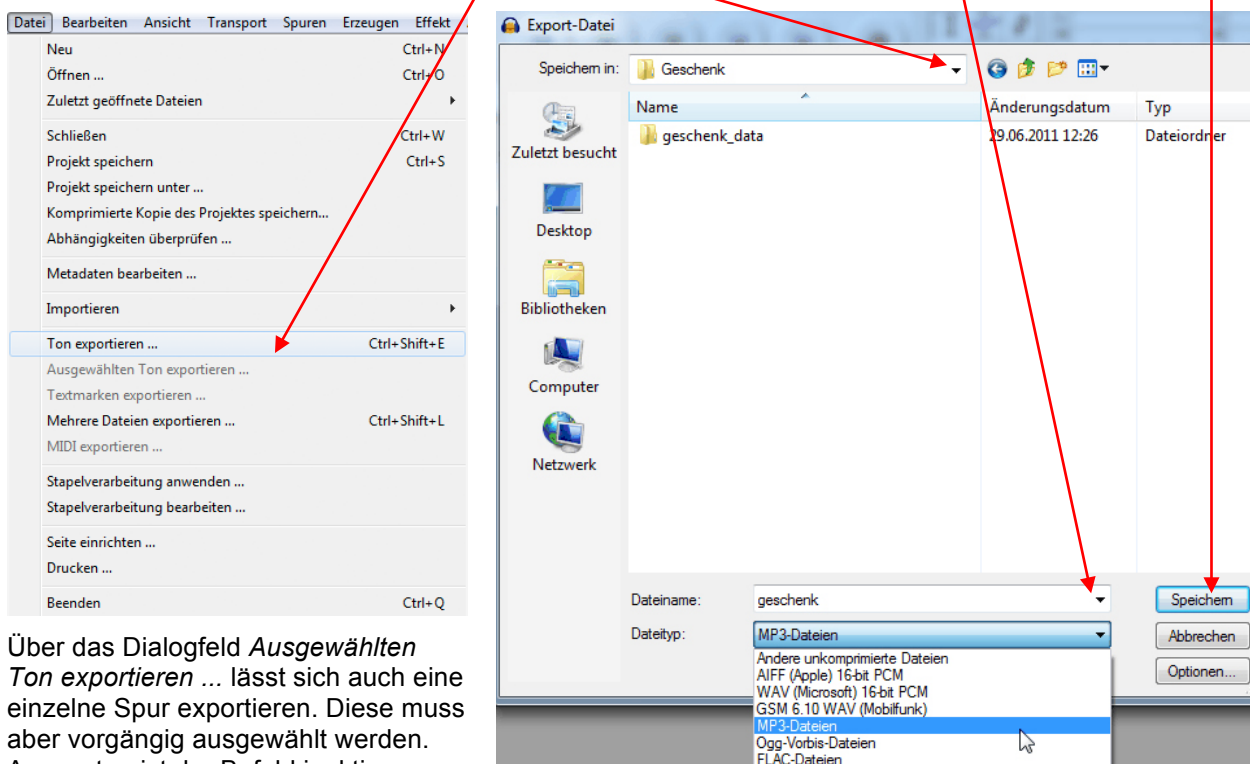 Datei Bearbeiten Ansicht Transport Spuren Erzeugen Effekt
Neu Ctrl+N
Öffnen ... Ctrl+O
Zuletzt geöffnete Dateien
Schließen Ctrl+W
Projekt speichern Ctrl+S
Projekt speichern unter ...
Komprimierte Kopie des Projektes speichern...
Abhängigkeiten überprüfen ...
Metadaten bearbeiten ...
Importieren
Ton exportieren ... Ctrl+Shift+E
Ausgewählten Ton exportieren ...
Textmarken exportieren ...
Mehrere Dateien exportieren ... Ctrl+Shift+L
MIDI exportieren ...
Stapelverarbeitung anwenden ...
Stapelverarbeitung bearbeiten ...
Seite einrichten ...
Drucken ...
Beenden Ctrl+Q
Über das Dialogfeld Ausgewählten
Ton exportieren ... lässt sich auch eine
einzelne Spur exportieren. Diese muss
aber vorgängig ausgewählt werden.
Export-Datei
Speichern in: Geschenk
Name Änderungsdatum Typ
geschenk_data 29.06.2011 12:26 Dateiordner
Zuletzt besucht
Desktop
Bibliotheken
Computer
Netzwerk
Dateiname: geschenk Speichern
Dateityp: MP3-Dateien Abbrechen
Optionen...
Andere unkomprimierte Dateien
AIFF (Apple) 16-bit PCM
WAV (Microsoft) 16-bit PCM
GSM 6.10 WAV (Mobilfunk)
MP3-Dateien
Ogg-Vorbis-Dateien
FLAC-Dateien